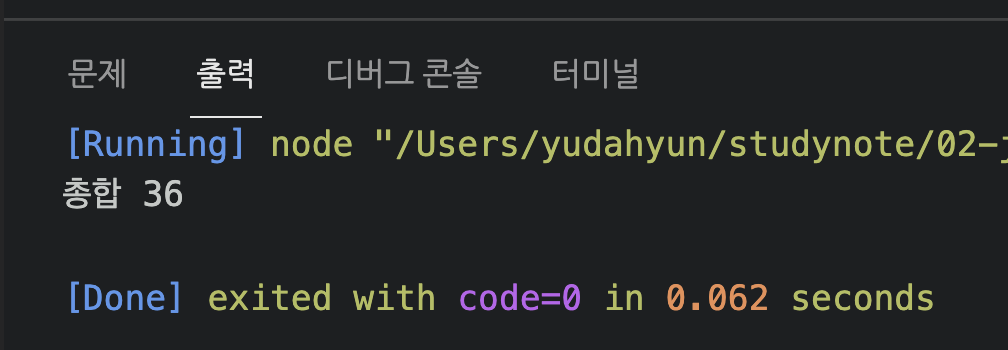 문제 출력 디버그 콘솔 터미널
[Running] node "/Users/yudahyun/studynote/02-j
총합 36
[Done] exited with code=0 in 0.062 seconds